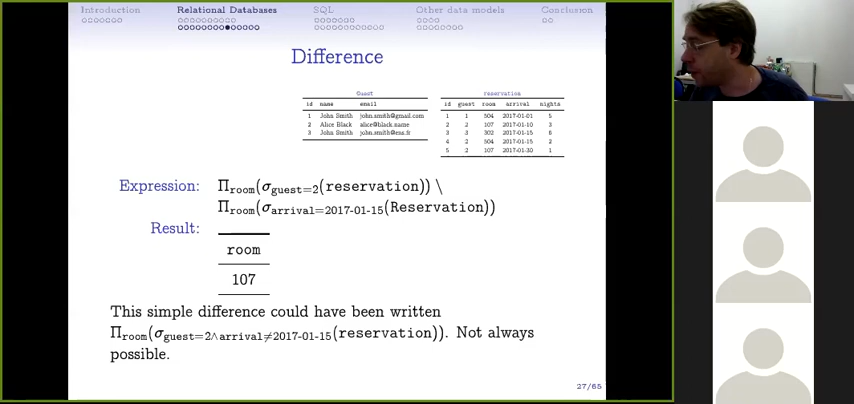 Introduction Relational Databases SQL Other data models Conclusion
Difference
Guest
id name email
1 John Smith john.smith@gmail.com
2 Alice Black alice@black.name
3 John Smith john.smith@ens.fr
reservation
id guest room arrival nights
1 1 504 2017-01-01 5
2 2 107 2017-01-10 3
3 3 302 2017-01-15 6
4 2 504 2017-01-15 2
5 2 107 2017-01-30 1
Expression: Πroom(σguest=2(reservation)) \
Πroom(σarrival=2017-01-15(Reservation))
Result:
room
107
This simple difference could have been written
Πroom(σguest=2∧arrival≠2017-01-15(reservation)). Not always
possible.
27/65